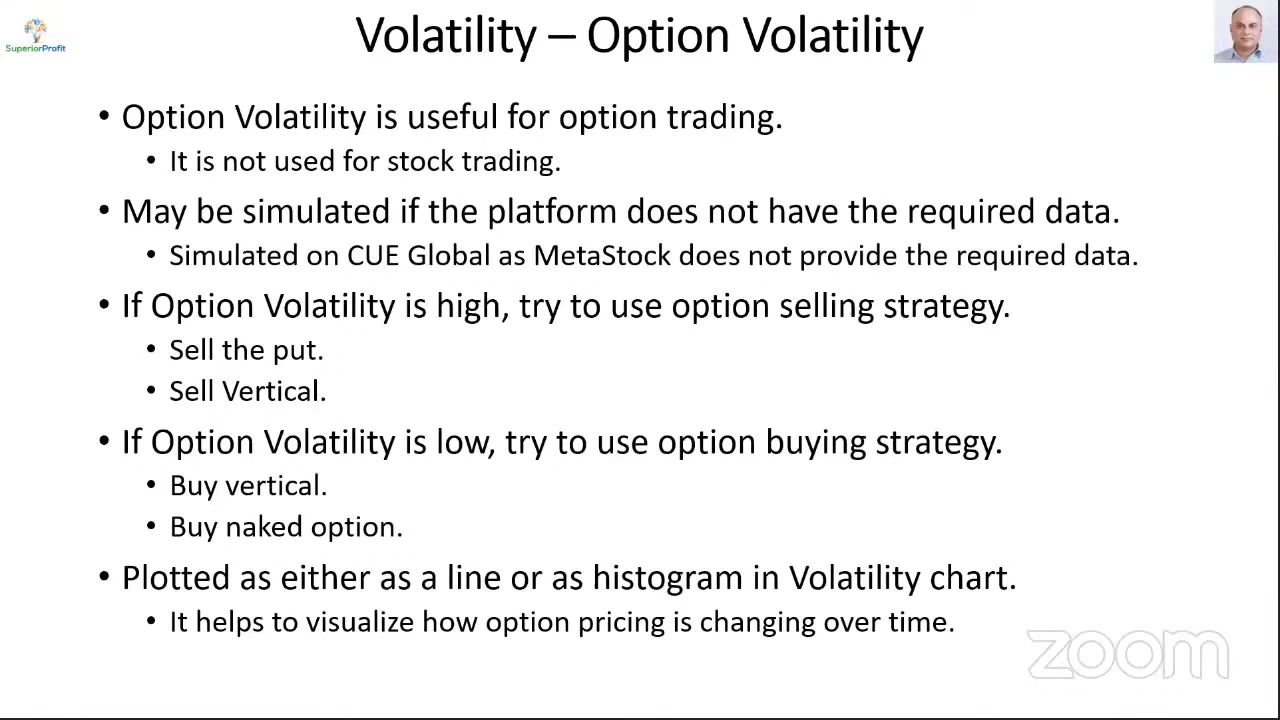 SuperiorProfit
Volatility – Option Volatility
• Option Volatility is useful for option trading.
• It is not used for stock trading.
• May be simulated if the platform does not have the required data.
• Simulated on CUE Global as MetaStock does not provide the required data.
• If Option Volatility is high, try to use option selling strategy.
• Sell the put.
• Sell Vertical.
• If Option Volatility is low, try to use option buying strategy.
• Buy vertical.
• Buy naked option.
• Plotted as either as a line or as histogram in Volatility chart.
• It helps to visualize how option pricing is changing over time.
zoom